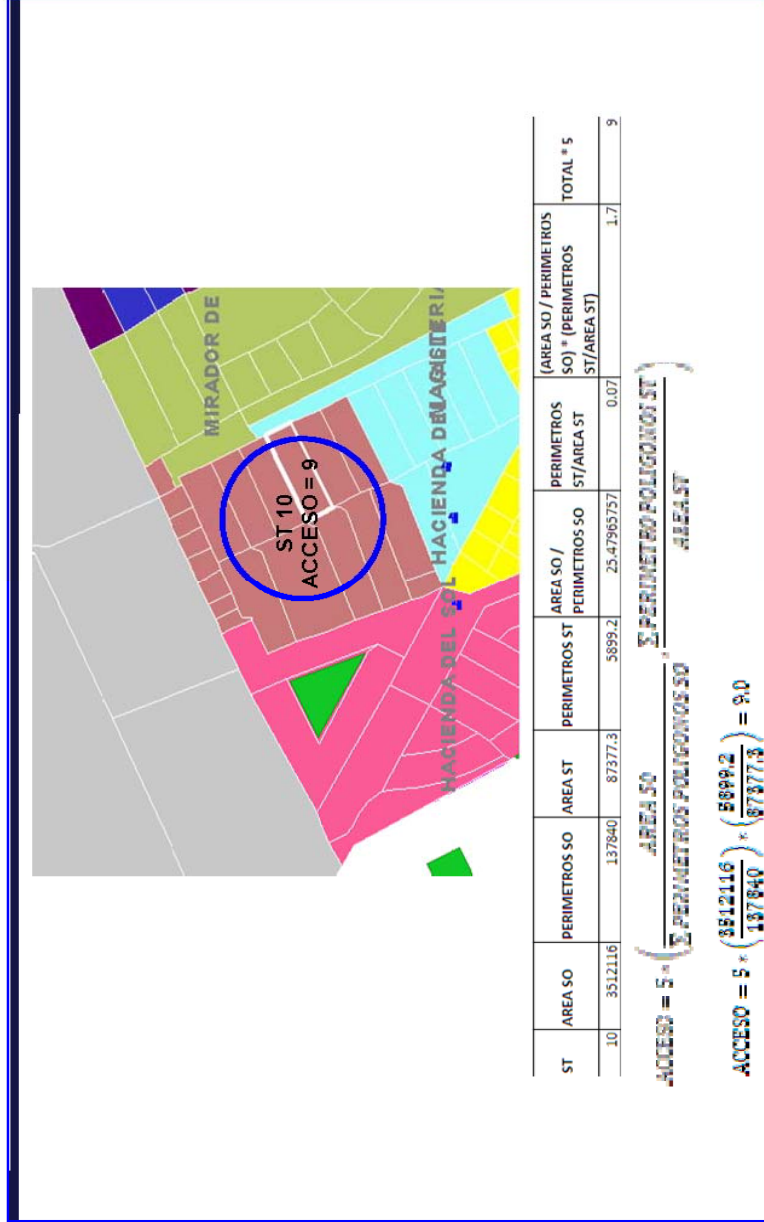 MIRADOR DE
ST 10
ACCESO = 9
HACIENDA DEL SOL HACIENDA DEL
ST AREA SO PERIMETROS SO AREA ST PERIMETROS ST AREA SO / PERIMETROS SO PERIMETROS ST/AREA ST (AREA SO / PERIMETROS SO) * (PERIMETROS ST/AREA ST) TOTAL * 5
10 3512116 137840 87377.3 5899.2 25.47965757 0.07 1.7 9
ACCESO = 5 * ( AREA SO / Σ PERIMETROS POLIGONOS SO * Σ PERIMETRO POLIGONOS ST / AREA ST )
ACCESO = 5 * ( 3512116 / 137840 ) * ( 5899.2 / 87377.3 ) = 9.0